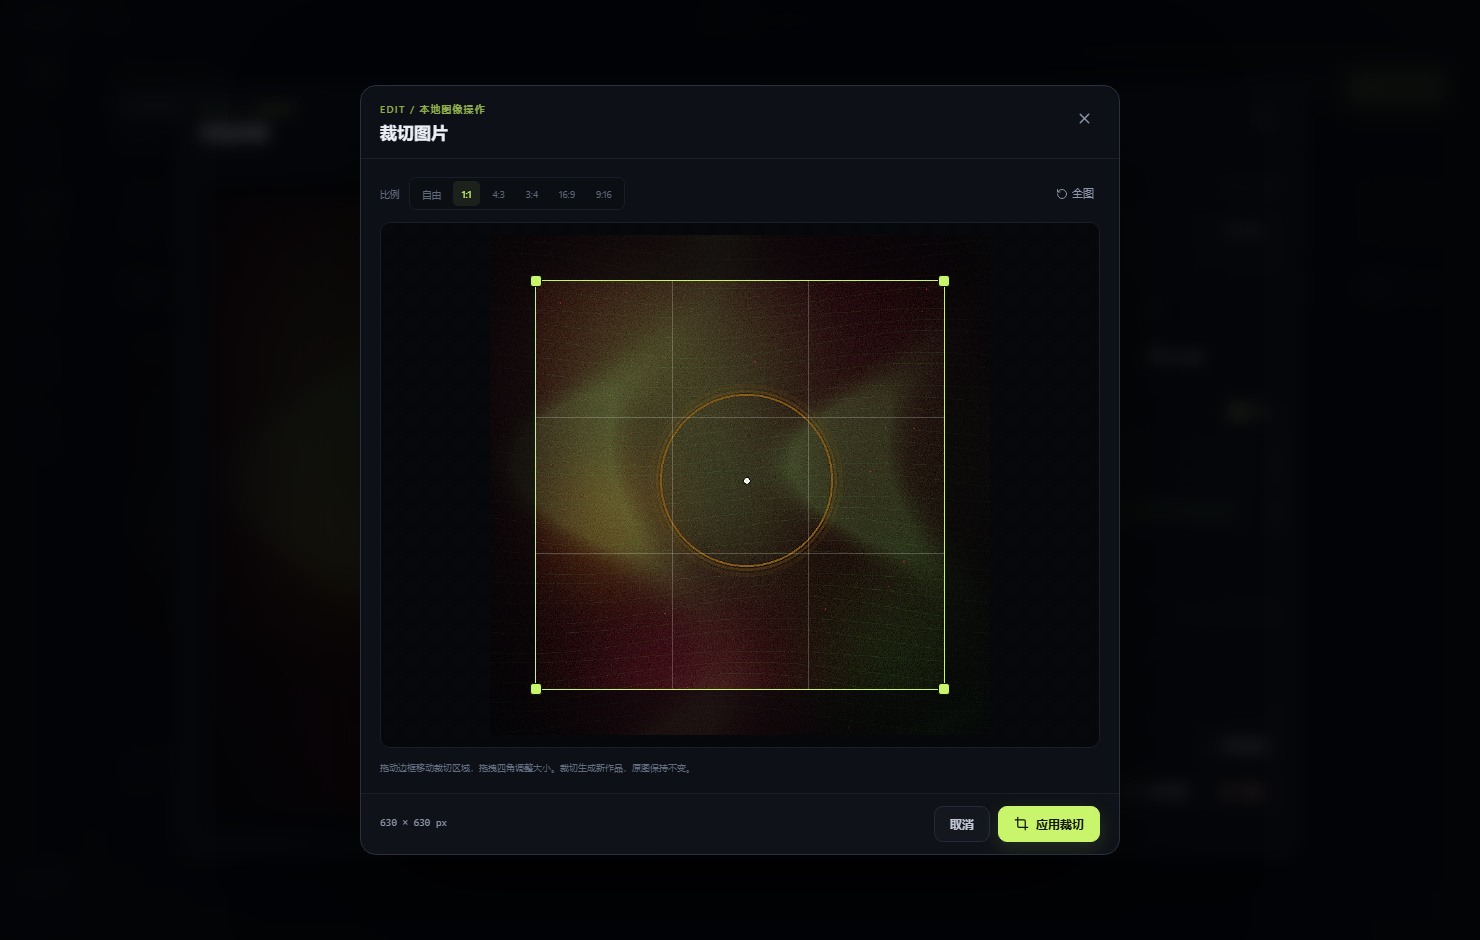 EDIT / 本地图像操作
裁切图片
比例 自由 1:1 4:3 3:4 16:9 9:16 全图
拖动边框移动裁切区域，拖拽四角调整大小。裁切生成新作品，原图保持不变。
630 × 630 px 取消 应用裁切